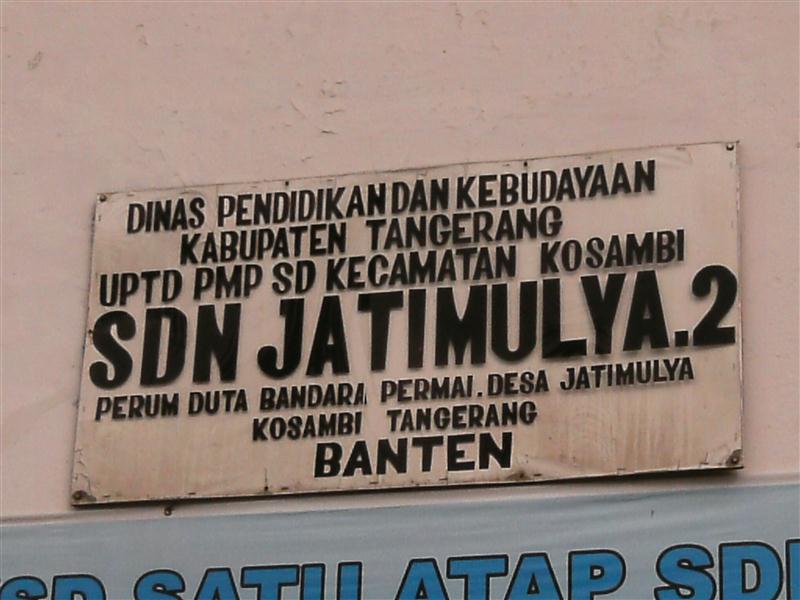 DINAS PENDIDIKAN DAN KEBUDAYAAN
KABUPATEN TANGERANG
UPTD PMP SD KECAMATAN KOSAMBI
SDN JATIMULYA.2
PERUM DUTA BANDARA PERMAI. DESA JATIMULYA
KOSAMBI TANGERANG
BANTEN
SATU ATAP